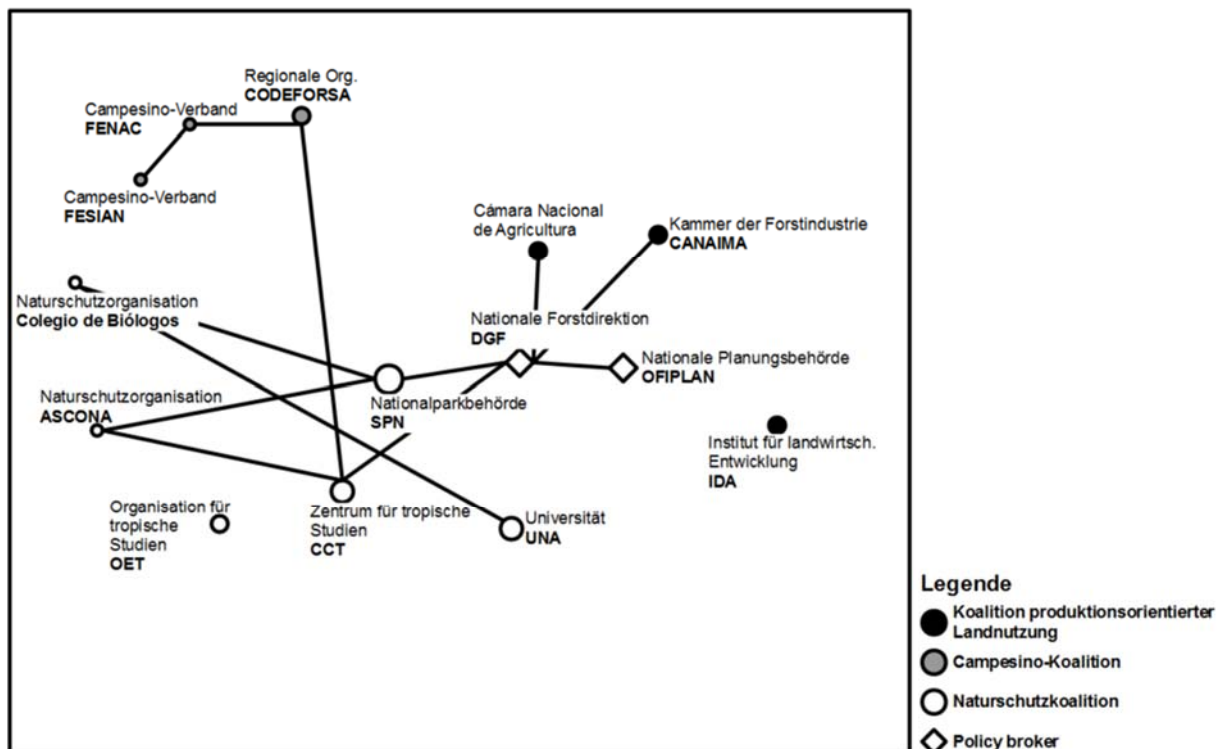 Regionale Org.
CODEFORSA
Campesino-Verband
FENAC
Campesino-Verband
FESIAN
Cámara Nacional
de Agricultura
Kammer der Forstindustrie
CANAIMA
Naturschutzorganisation
Colegio de Biólogos
Nationale Forstdirektion
DGF
Nationale Planungsbehörde
OFIPLAN
Naturschutzorganisation
ASCONA
Nationalparkbehörde
SPN
Institut für landwirtsch.
Entwicklung
IDA
Organisation für
tropische
Studien
OET
Zentrum für tropische
Studien
CCT
Universität
UNA
Legende
Koalition produktionsorientierter
Landnutzung
Campesino-Koalition
Naturschutzkoalition
Policy broker